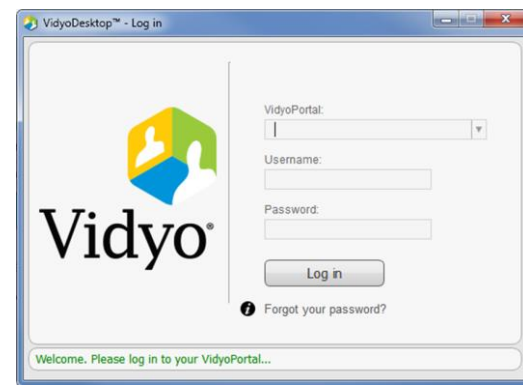 VidyoDesktop™ - Log in
Vidyo®
VidyoPortal:
Username:
Password:
Log in
Forgot your password?
Welcome. Please log in to your VidyoPortal...